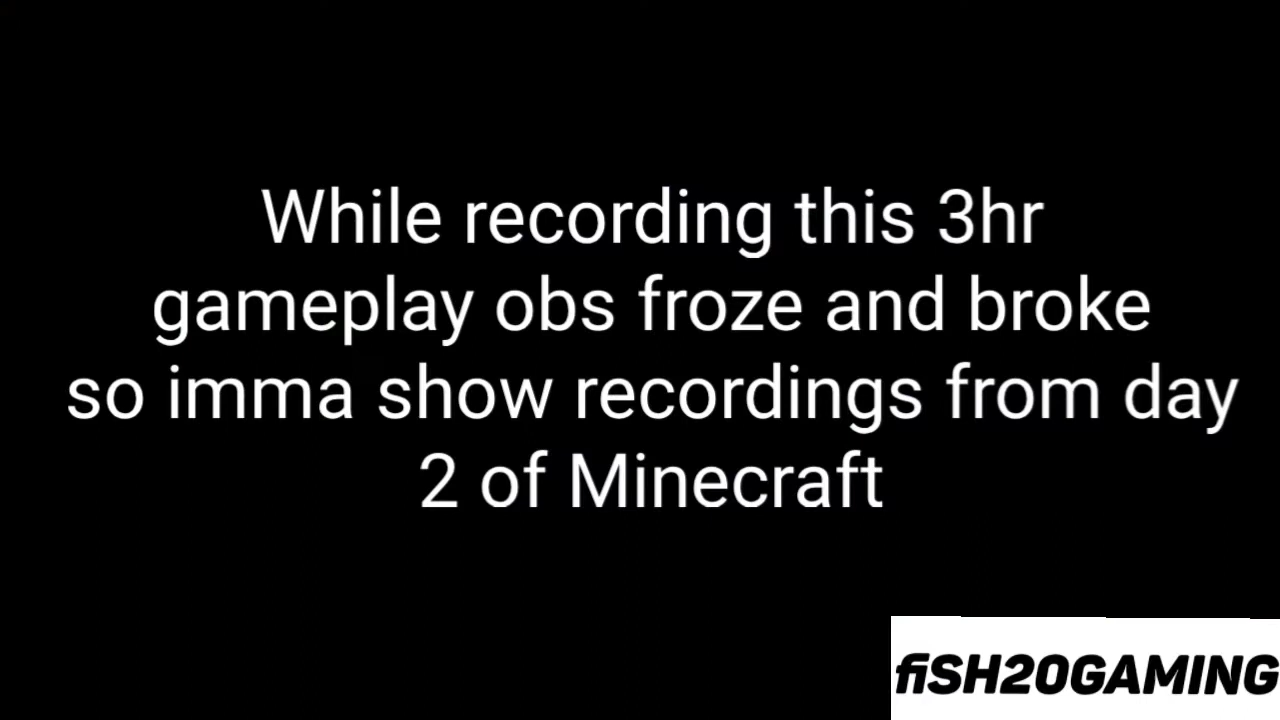 While recording this 3hr
gameplay obs froze and broke
so imma show recordings from day
2 of Minecraft
fiSH20GAMING